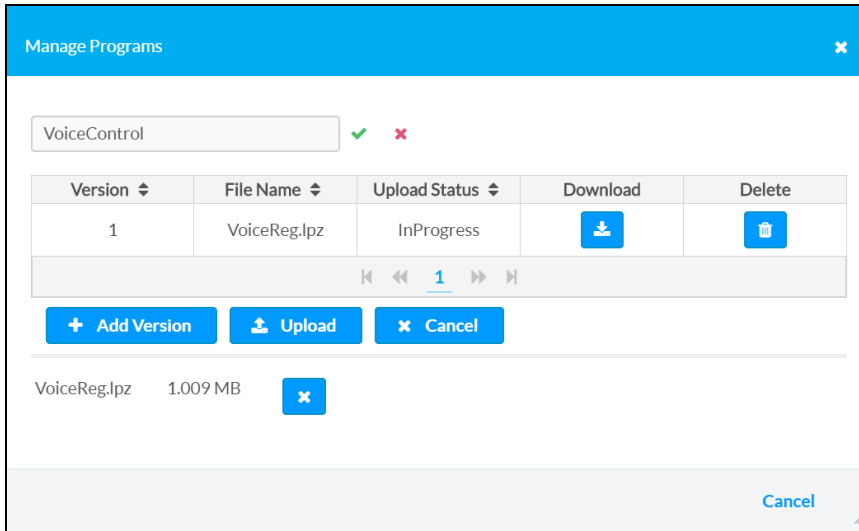 Manage Programs
VoiceControl
Version File Name Upload Status Download Delete
1 VoiceReg.lpz InProgress
1
Add Version Upload Cancel
VoiceReg.lpz 1.009 MB
Cancel